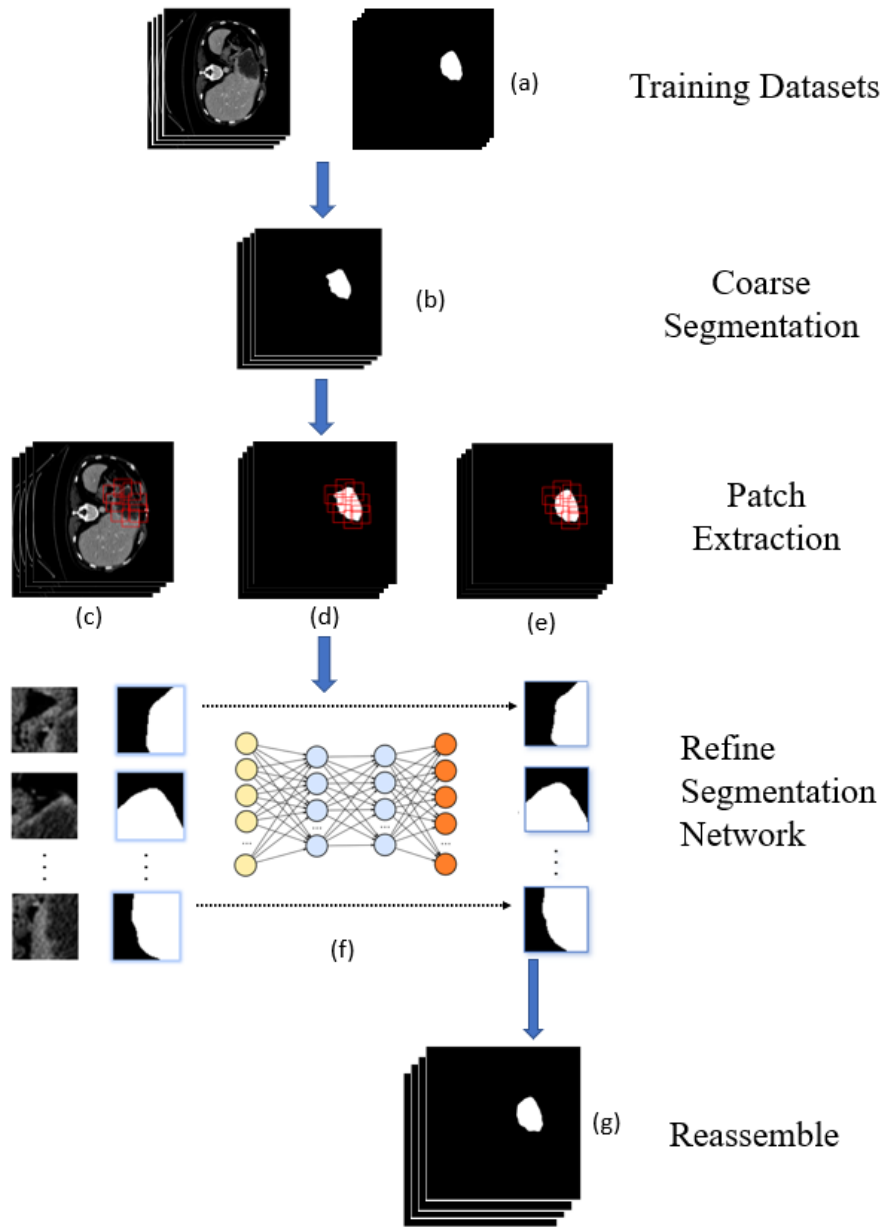 (a)
Training Datasets
(b)
Coarse
Segmentation
Patch
Extraction
(c)
(d)
(e)
Refine
Segmentation
Network
...
...
...
...
(f)
(g)
Reassemble